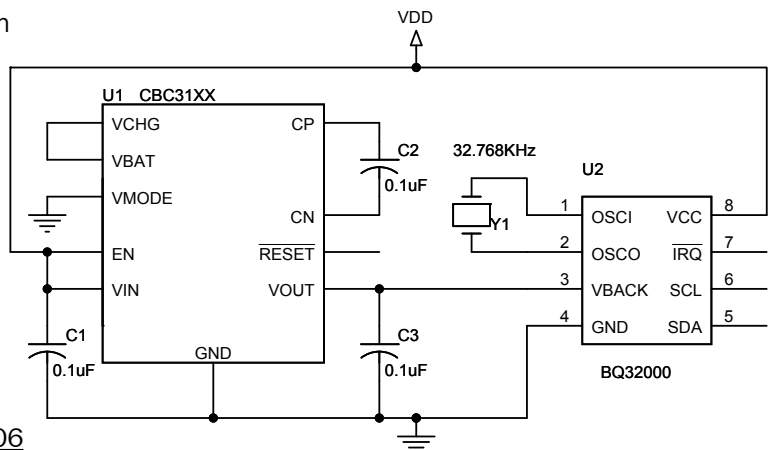 n
VDD
U1 CBC31XX
VCHG
CP
VBAT
C2
0.1uF
VMODE
CN
EN
RESET
VIN
VOUT
GND
C1
0.1uF
C3
0.1uF
32.768KHz
Y1
U2
1 OSCI VCC 8
2 OSCO IRQ 7
3 VBACK SCL 6
4 GND SDA 5
BQ32000
06